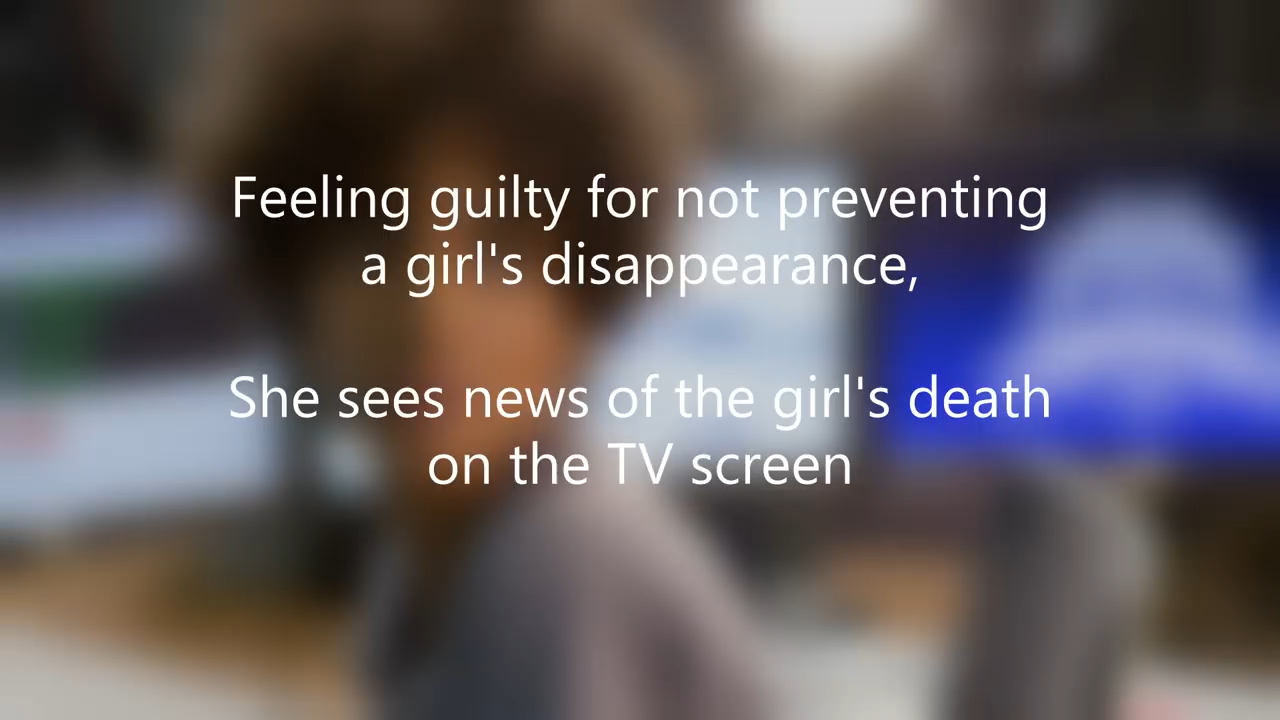 Feeling guilty for not preventing
a girl's disappearance,
She sees news of the girl's death
on the TV screen